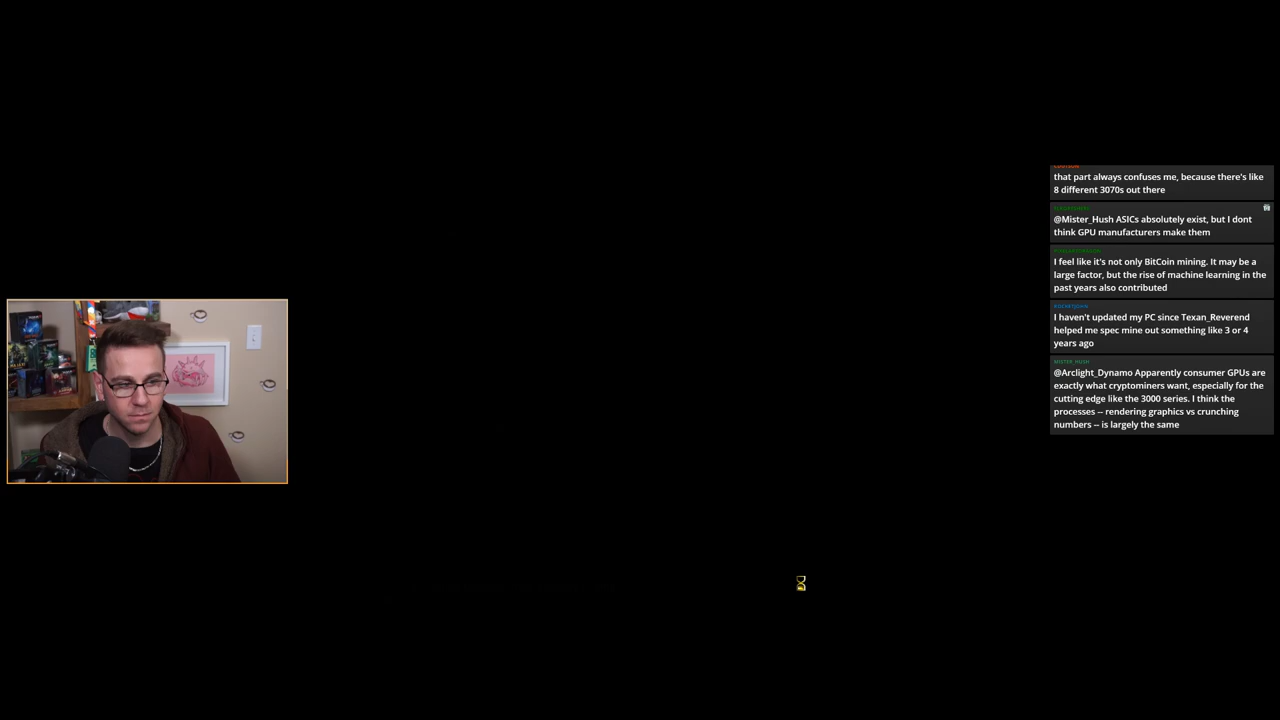 that part always confuses me, because there's like
8 different 3070s out there
@Mister_Hush ASICs absolutely exist, but I dont
think GPU manufacturers make them
I feel like it's not only BitCoin mining. It may be a
large factor, but the rise of machine learning in the
past years also contributed
I haven't updated my PC since Texan_Reverend
helped me spec mine out something like 3 or 4
years ago
MISTER_HUSH
@Arclight_Dynamo Apparently consumer GPUs are
exactly what cryptominers want, especially for the
cutting edge like the 3000 series. I think the
processes -- rendering graphics vs crunching
numbers -- is largely the same